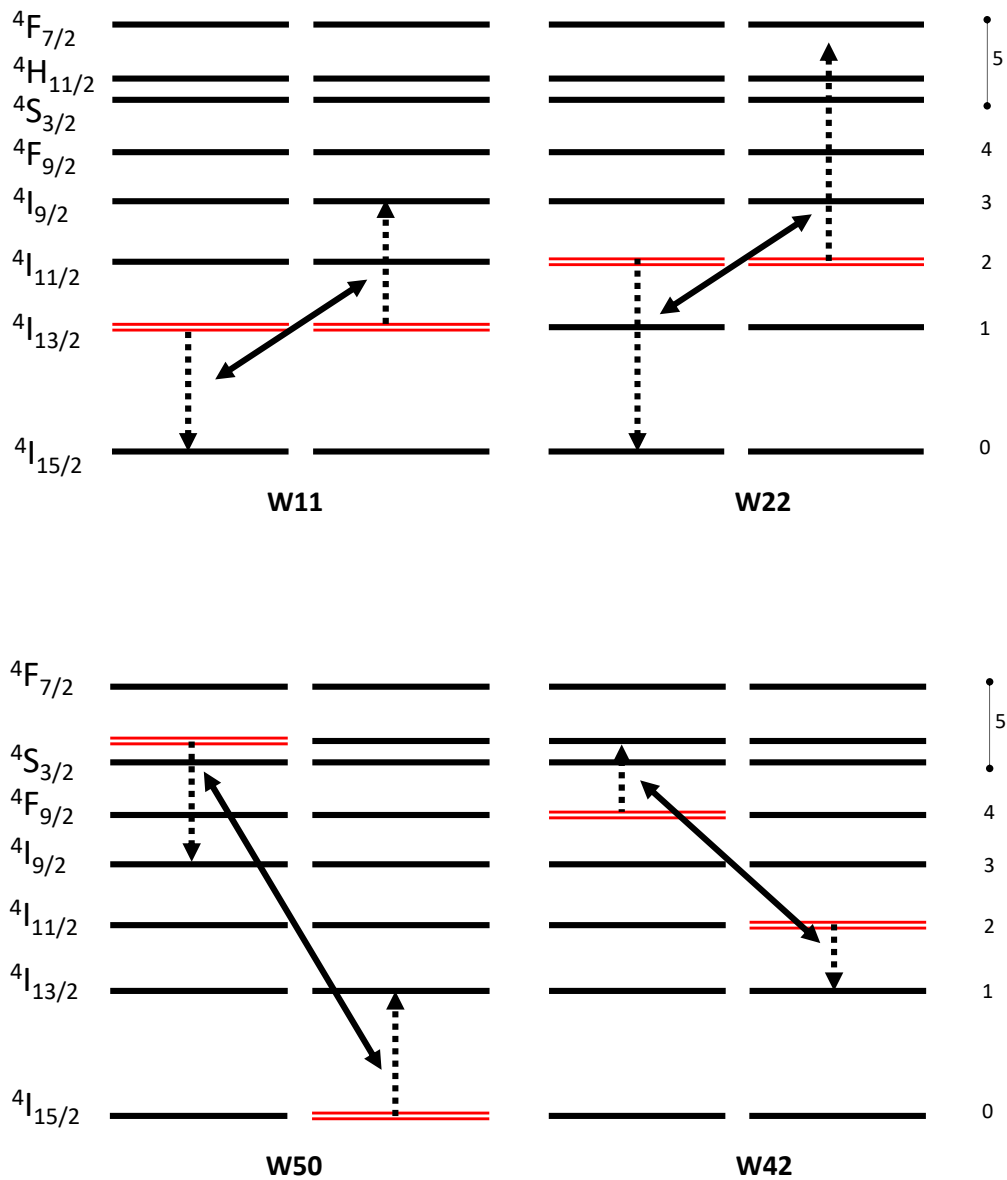 ⁴F₇/₂
⁴H₁₁/₂
5
⁴S₃/₂
⁴F₉/₂ 4
⁴I₉/₂ 3
⁴I₁₁/₂ 2
⁴I₁₃/₂ 1
⁴I₁₅/₂ 0
W11 W22
⁴F₇/₂
5
⁴S₃/₂
⁴F₉/₂ 4
⁴I₉/₂ 3
⁴I₁₁/₂ 2
⁴I₁₃/₂ 1
⁴I₁₅/₂ 0
W50 W42